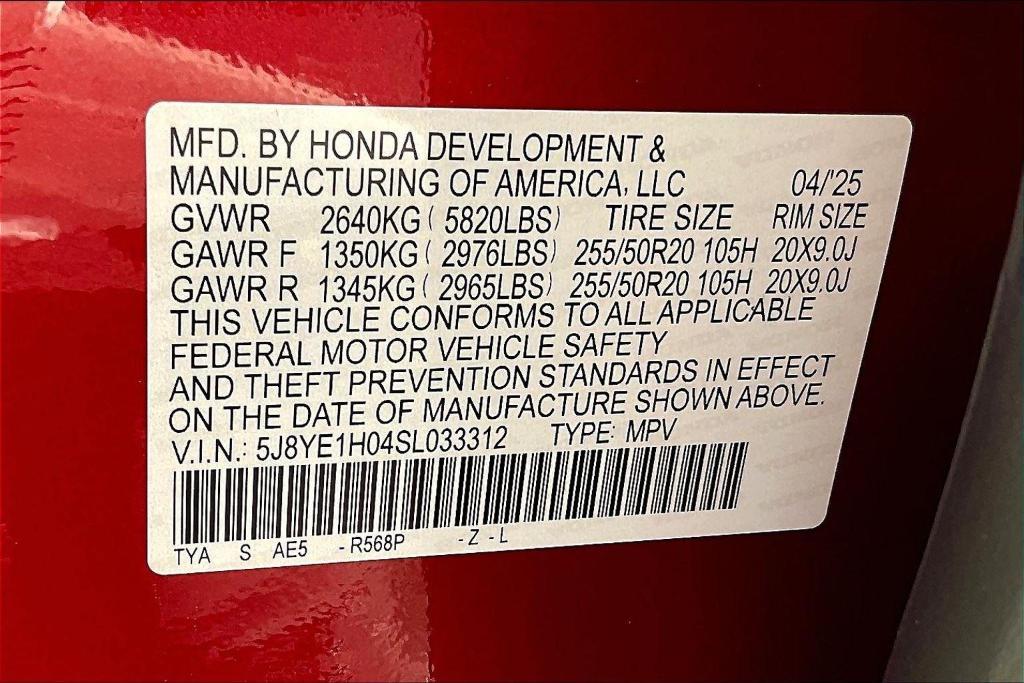 MFD. BY HONDA DEVELOPMENT &
MANUFACTURING OF AMERICA, LLC 04/'25
GVWR 2640KG ( 5820LBS) TIRE SIZE RIM SIZE
GAWR F 1350KG ( 2976LBS) 255/50R20 105H 20X9.0J
GAWR R 1345KG ( 2965LBS) 255/50R20 105H 20X9.0J
THIS VEHICLE CONFORMS TO ALL APPLICABLE
FEDERAL MOTOR VEHICLE SAFETY
AND THEFT PREVENTION STANDARDS IN EFFECT
ON THE DATE OF MANUFACTURE SHOWN ABOVE.
V.I.N.: 5J8YE1H04SL033312 TYPE: MPV
TYA S AE5 -R568P -Z -L